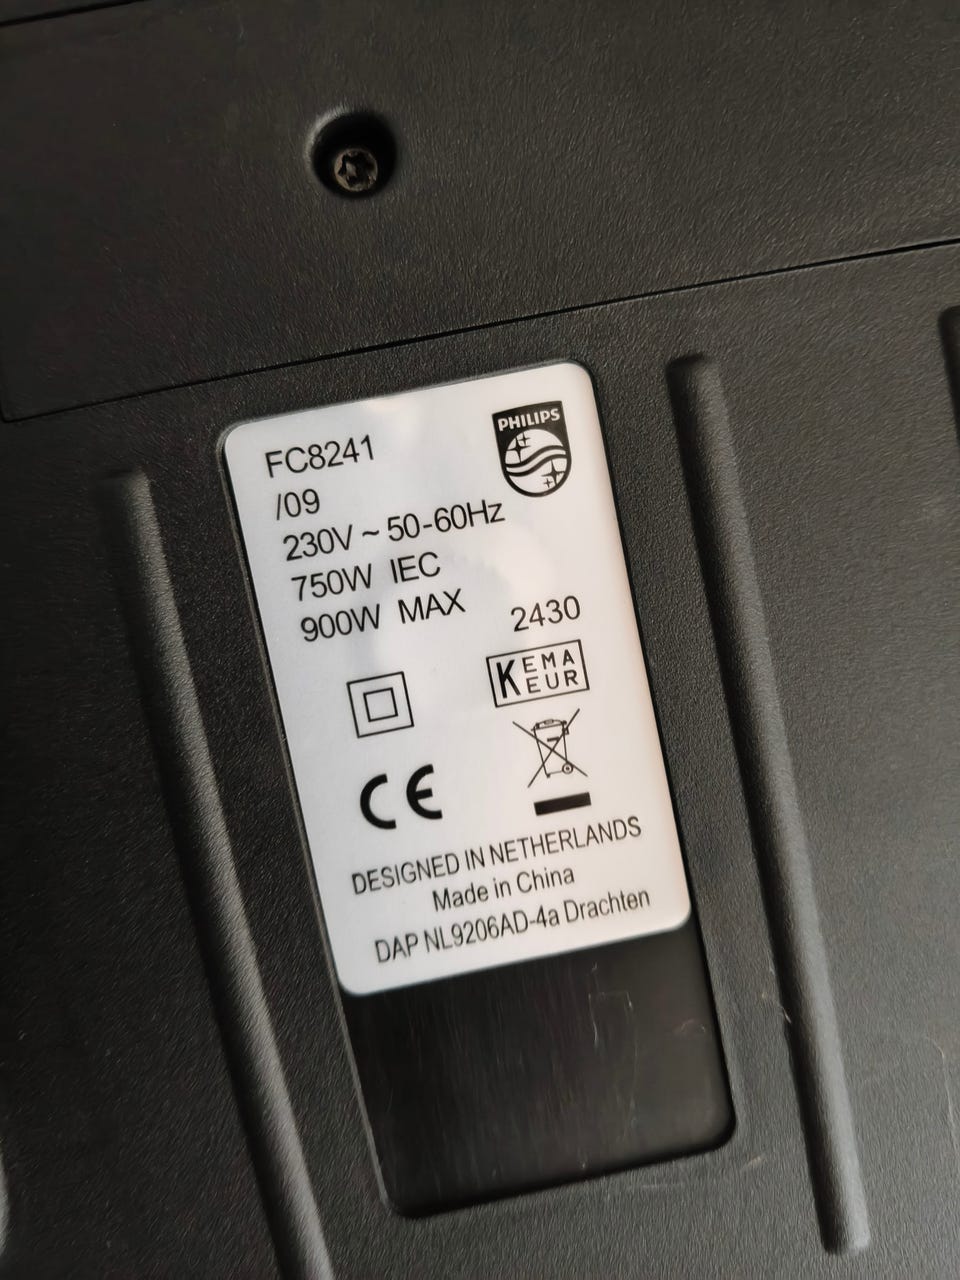 PHILIPS
FC8241
/09
230V ~ 50-60Hz
750W IEC
900W MAX
2430
KEMA
EUR
CE
DESIGNED IN NETHERLANDS
Made in China
DAP NL9206AD-4a Drachten